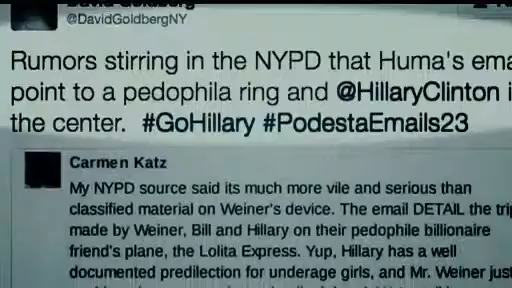 David Goldberg
@DavidGoldbergNY
Rumors stirring in the NYPD that Huma's ema
point to a pedophila ring and @HillaryClinton i
the center. #GoHillary #PodestaEmails23
Carmen Katz
My NYPD source said its much more vile and serious than
classified material on Weiner's device. The email DETAIL the trip
made by Weiner, Bill and Hillary on their pedophile billionaire
friend's plane, the Lolita Express. Yup, Hillary has a well
documented predilection for underage girls, and Mr. Weiner just